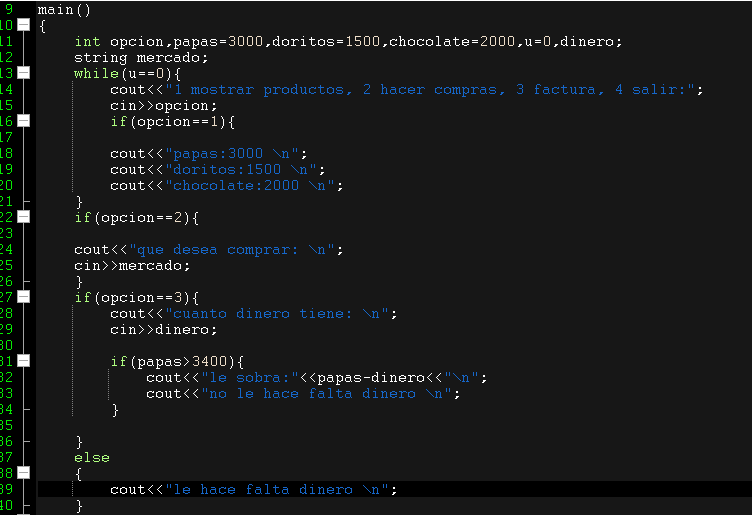 9 main()
10 {
11 int opcion,papas=3000,doritos=1500,chocolate=2000,u=0,dinero;
12 string mercado;
13 while(u==0){
14 cout<<"1 mostrar productos, 2 hacer compras, 3 factura, 4 salir:";
15 cin>>opcion;
16 if(opcion==1){
17
18 cout<<"papas:3000 \n";
19 cout<<"doritos:1500 \n";
20 cout<<"chocolate:2000 \n";
21 }
22 if(opcion==2){
23
24 cout<<"que desea comprar: \n";
25 cin>>mercado;
26 }
27 if(opcion==3){
28 cout<<"cuanto dinero tiene: \n";
29 cin>>dinero;
30
31 if(papas>3400){
32 cout<<"le sobra:"<<papas-dinero<<"\n";
33 cout<<"no le hace falta dinero \n";
34 }
35
36 }
37 else
38 {
39 cout<<"le hace falta dinero \n";
40 }